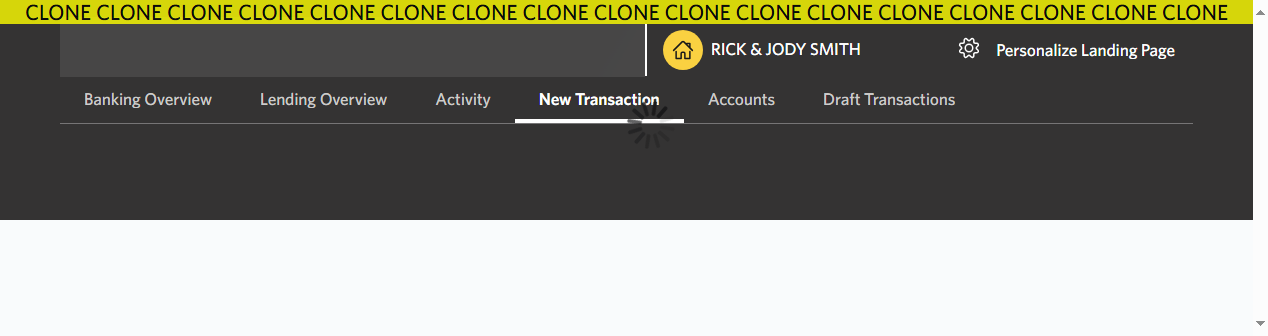 CLONE CLONE CLONE CLONE CLONE CLONE CLONE CLONE CLONE CLONE CLONE CLONE CLONE CLONE CLONE CLONE CLONE
RICK & JODY SMITH
Personalize Landing Page
Banking Overview Lending Overview Activity New Transaction Accounts Draft Transactions